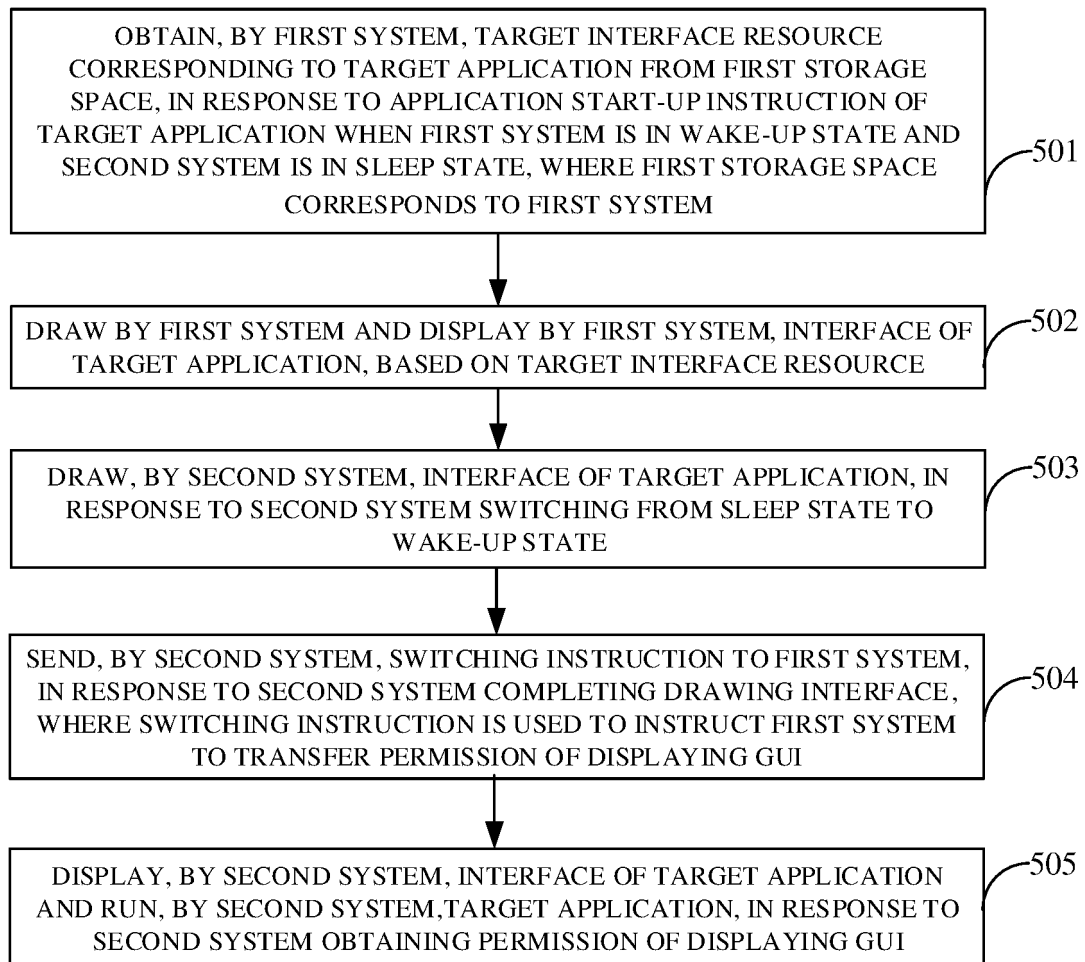 OBTAIN, BY FIRST SYSTEM, TARGET INTERFACE RESOURCE
CORRESPONDING TO TARGET APPLICATION FROM FIRST STORAGE
SPACE, IN RESPONSE TO APPLICATION START-UP INSTRUCTION OF
TARGET APPLICATION WHEN FIRST SYSTEM IS IN WAKE-UP STATE AND
SECOND SYSTEM IS IN SLEEP STATE, WHERE FIRST STORAGE SPACE
CORRESPONDS TO FIRST SYSTEM
501
DRAW BY FIRST SYSTEM AND DISPLAY BY FIRST SYSTEM, INTERFACE OF
TARGET APPLICATION, BASED ON TARGET INTERFACE RESOURCE
502
DRAW, BY SECOND SYSTEM, INTERFACE OF TARGET APPLICATION, IN
RESPONSE TO SECOND SYSTEM SWITCHING FROM SLEEP STATE TO
WAKE-UP STATE
503
SEND, BY SECOND SYSTEM, SWITCHING INSTRUCTION TO FIRST SYSTEM,
IN RESPONSE TO SECOND SYSTEM COMPLETING DRAWING INTERFACE,
WHERE SWITCHING INSTRUCTION IS USED TO INSTRUCT FIRST SYSTEM
TO TRANSFER PERMISSION OF DISPLAYING GUI
504
DISPLAY, BY SECOND SYSTEM, INTERFACE OF TARGET APPLICATION
AND RUN, BY SECOND SYSTEM,TARGET APPLICATION, IN RESPONSE TO
SECOND SYSTEM OBTAINING PERMISSION OF DISPLAYING GUI
505